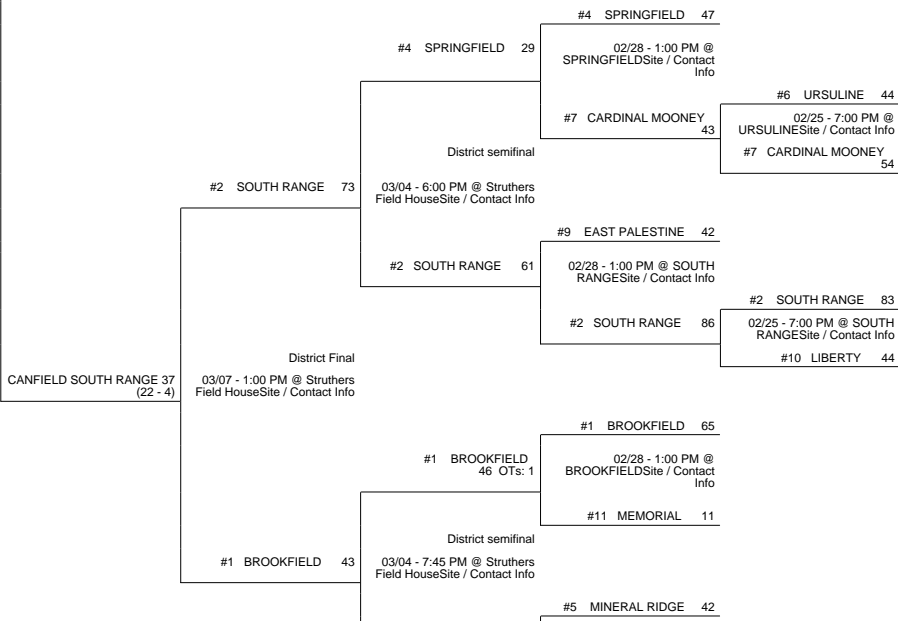 #4 SPRINGFIELD 47
#4 SPRINGFIELD 29
02/28 - 1:00 PM @
SPRINGFIELDSite / Contact
Info
#6 URSULINE 44
#7 CARDINAL MOONEY
43
02/25 - 7:00 PM @
URSULINESite / Contact Info
District semifinal
#7 CARDINAL MOONEY
54
#2 SOUTH RANGE 73
03/04 - 6:00 PM @ Struthers
Field HouseSite / Contact Info
#9 EAST PALESTINE 42
#2 SOUTH RANGE 61
02/28 - 1:00 PM @ SOUTH
RANGESite / Contact Info
#2 SOUTH RANGE 83
#2 SOUTH RANGE 86
02/25 - 7:00 PM @ SOUTH
RANGESite / Contact Info
District Final
#10 LIBERTY 44
CANFIELD SOUTH RANGE 37
(22 - 4)
03/07 - 1:00 PM @ Struthers
Field HouseSite / Contact Info
#1 BROOKFIELD 65
#1 BROOKFIELD
46 OTs: 1
02/28 - 1:00 PM @
BROOKFIELDSite / Contact
Info
#11 MEMORIAL 11
District semifinal
#1 BROOKFIELD 43
03/04 - 7:45 PM @ Struthers
Field HouseSite / Contact Info
#5 MINERAL RIDGE 42